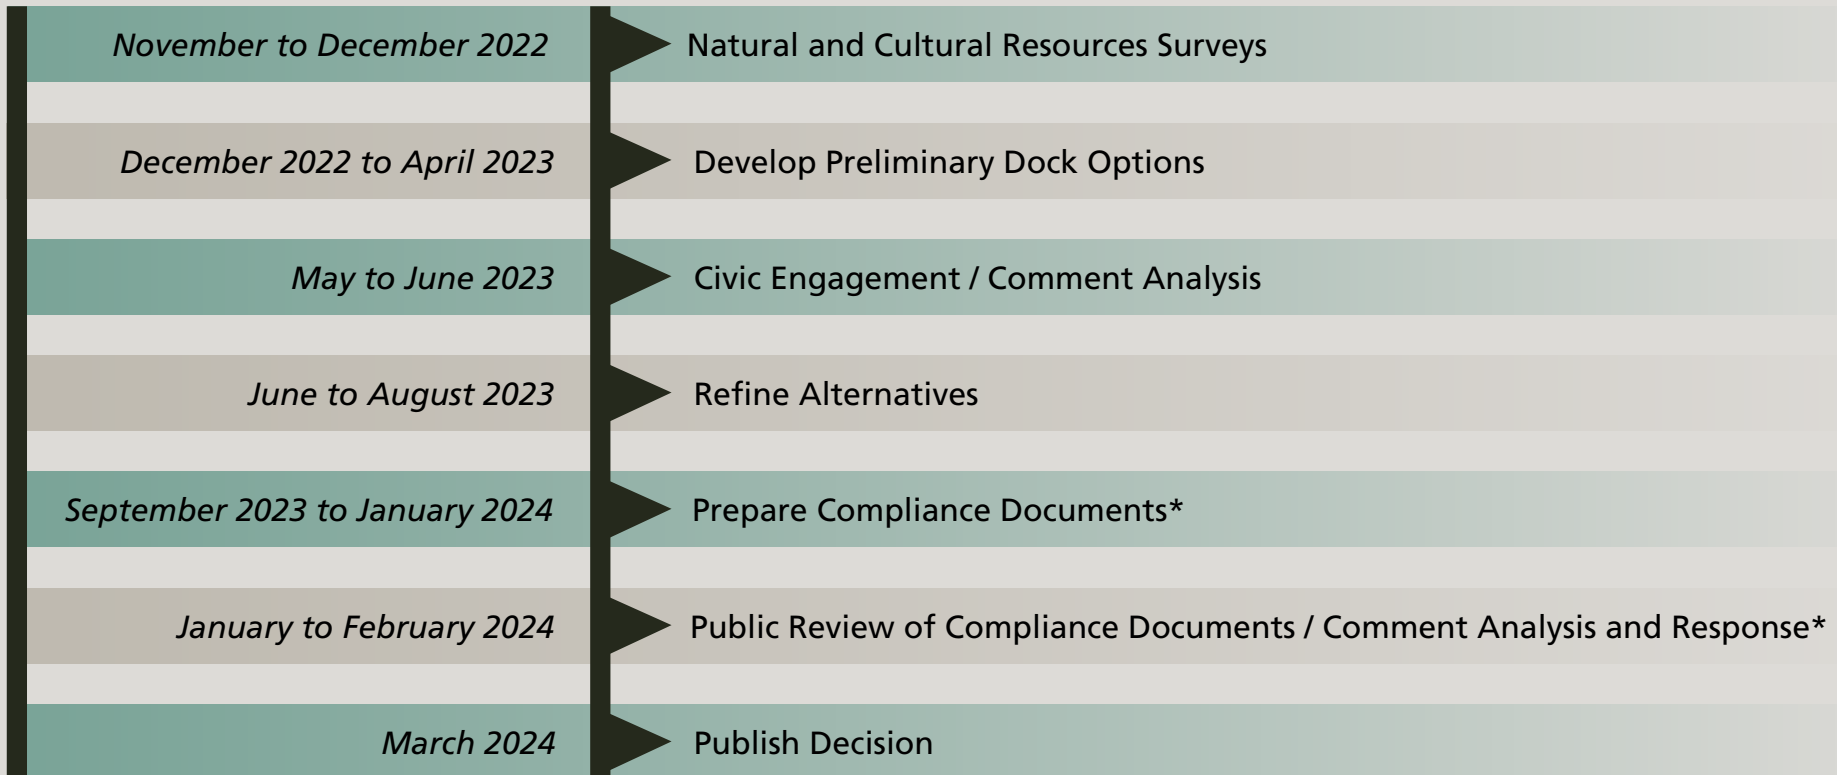 November to December 2022 Natural and Cultural Resources Surveys
December 2022 to April 2023 Develop Preliminary Dock Options
May to June 2023 Civic Engagement / Comment Analysis
June to August 2023 Refine Alternatives
September 2023 to January 2024 Prepare Compliance Documents*
January to February 2024 Public Review of Compliance Documents / Comment Analysis and Response*
March 2024 Publish Decision